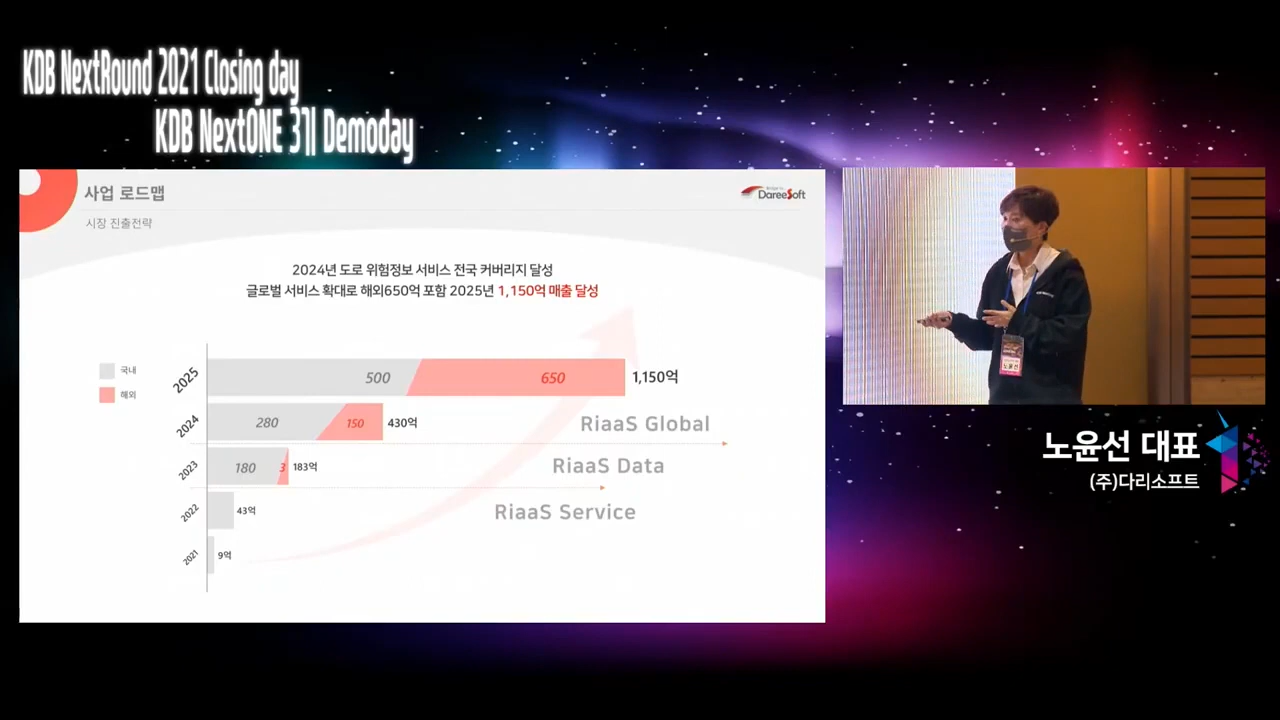 KDB NextRound 2021 Closing day
KDB NextONE 3기 Demoday
사업 로드맵
DareeSoft
시장 진출전략
2024년 도로 위험정보 서비스 전국 커버리지 달성
글로벌 서비스 확대로 해외650억 포함 2025년 1,150억 매출 달성
국내
해외
2025 500 650 1,150억
2024 280 150 430억
RiaaS Global
2023 180 3 183억
RiaaS Data
2022 43억
RiaaS Service
2021 9억
노윤선
노윤선 대표
(주)다리소프트